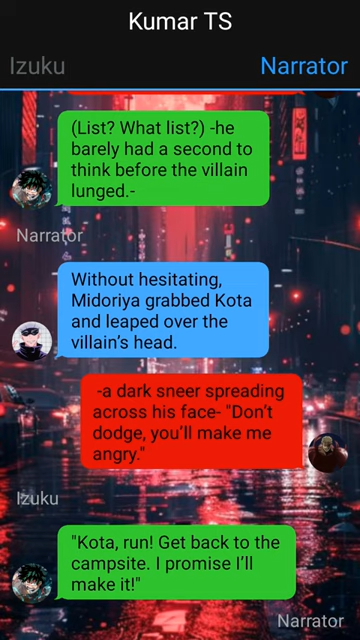 Kumar TS
Izuku
Narrator
(List? What list?) -he
barely had a second to
think before the villain
lunged.-
Narrator
Without hesitating,
Midoriya grabbed Kota
and leaped over the
villain's head.
-a dark sneer spreading
across his face- "Don't
dodge, you'll make me
angry."
Izuku
"Kota, run! Get back to the
campsite. I promise I'll
make it!"
Narrator